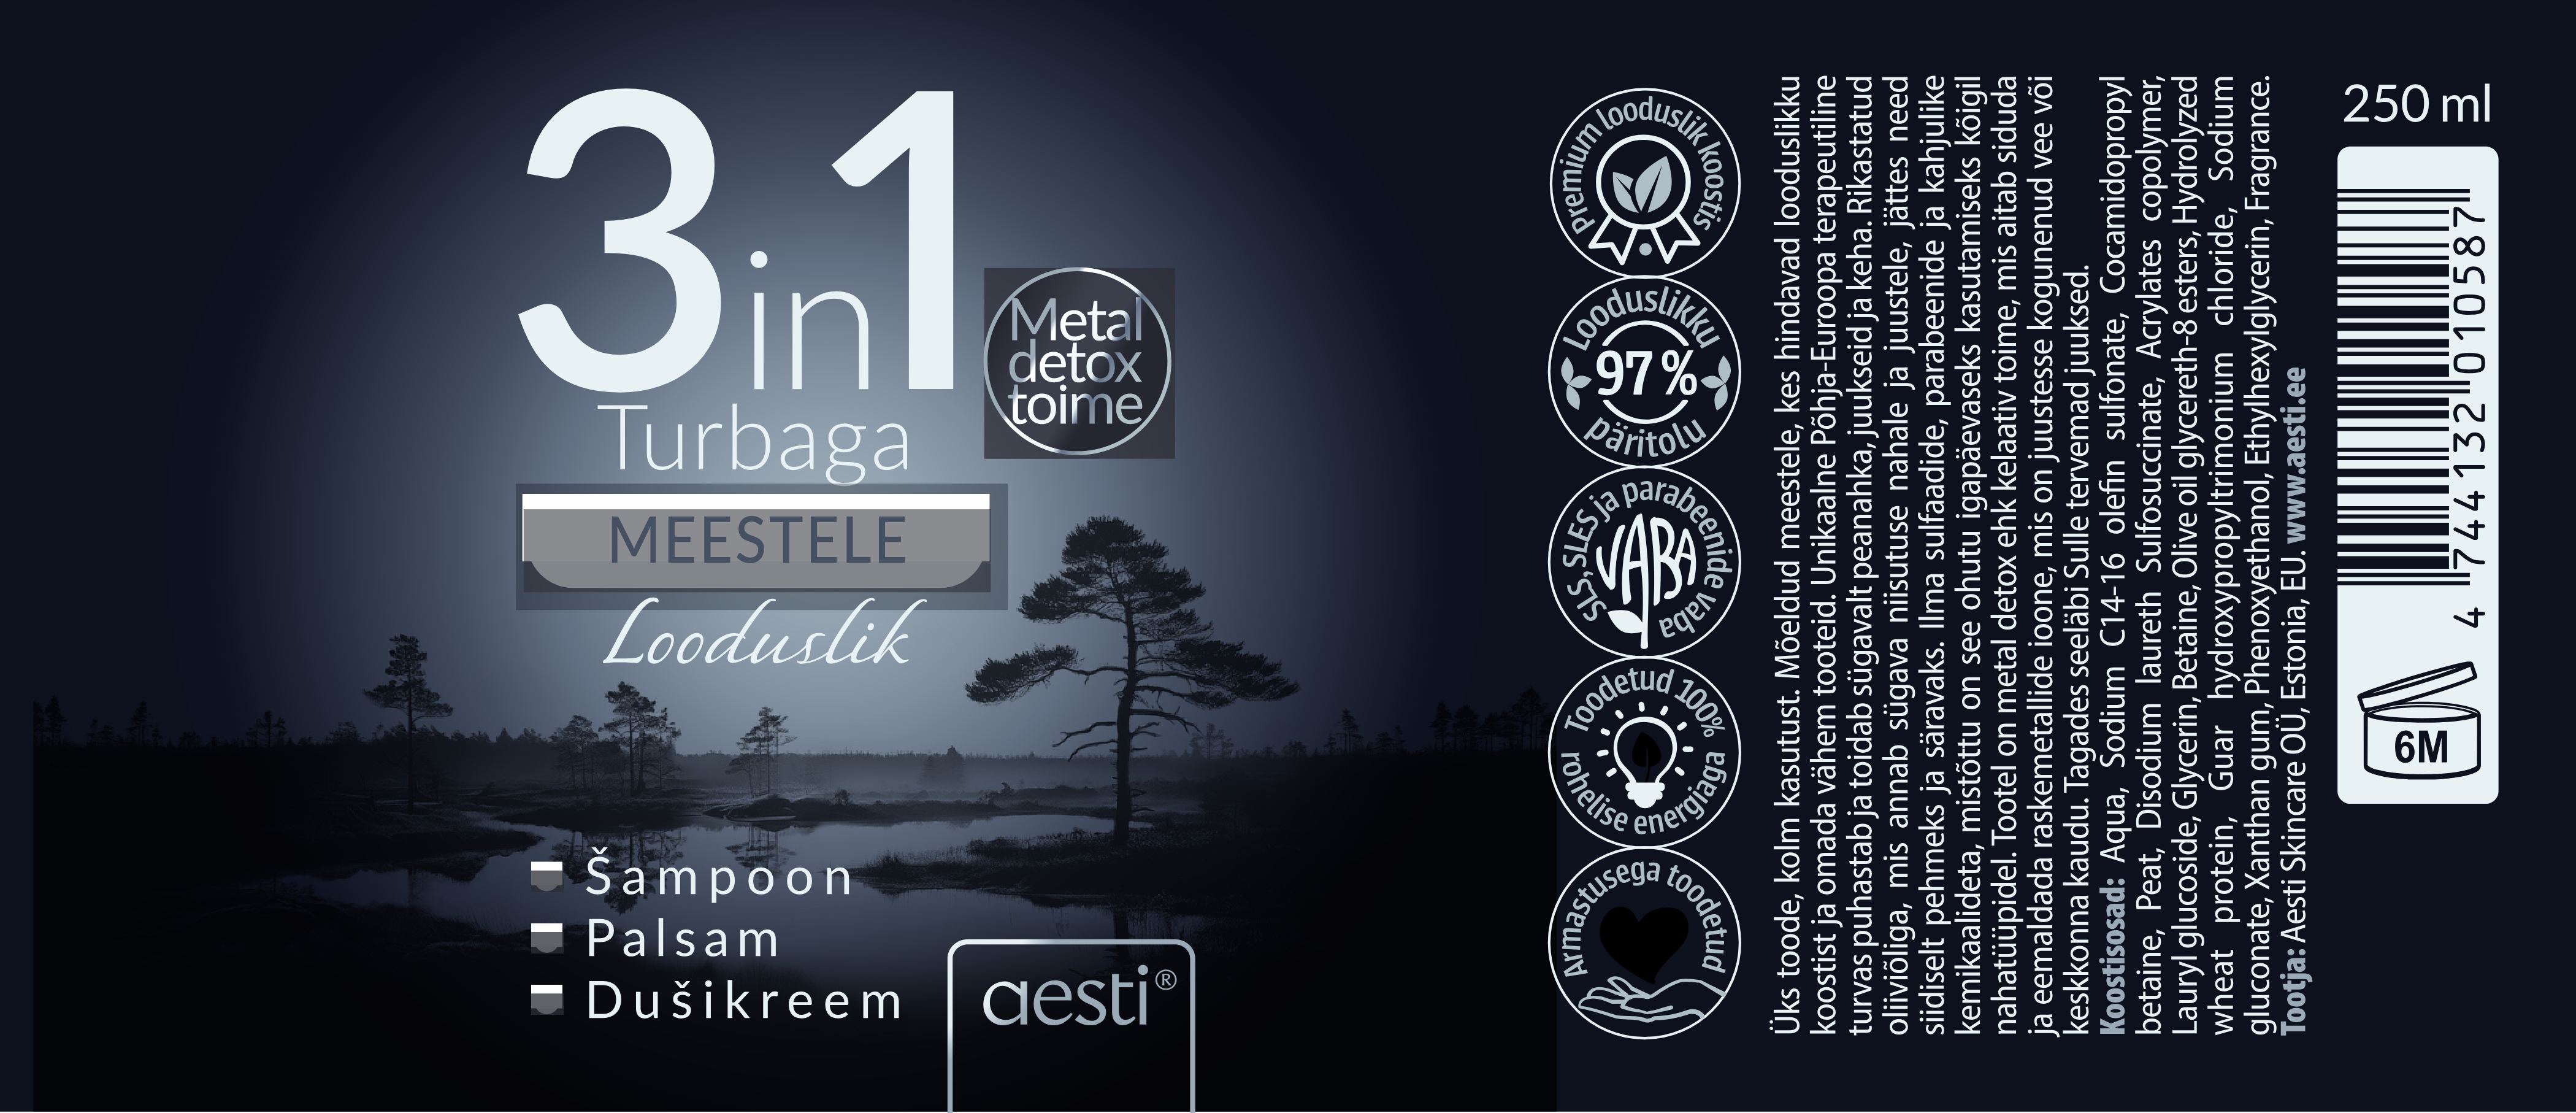 3in1
Turbaga
MEESTELE
Looduslik
Metal
detox
toime
Šampoon
Palsam
Dušikreem
aesti®
Premium looduslik koostis
Looduslikku
97%
päritolu
SLS, SLES ja parabeenide vaba
VABA
Toodetud 100%
rohelise energiaga
Armastusega toodetud
Üks toode, kolm kasutust. Mõeldud meestele, kes hindavad looduslikku
koostist ja omada vähem tooteid. Unikaalne Põhja-Euroopa terapeutiline
turvas puhastab ja toidab sügavalt peanahka, juukseid ja keha. Rikastatud
oliiviõliga, mis annab sügava niisutuse nahale ja juustele, jättes need
siidiselt pehmeks ja säravaks. Ilma sulfaadide, parabeenide ja kahjulike
kemikaalideta, mistõttu on see ohutu igapäevaseks kasutamiseks kõigil
nahatüüpidel. Tootel on metal detox ehk kelaativ toime, mis aitab siduda
ja eemaldada raskemetallide ioone, mis on juustesse kogunenud vee või
keskkonna kaudu. Tagades seeläbi Sulle tervemad juuksed.
Koostisosad: Aqua, Sodium C14-16 olefin sulfonate, Cocamidopropyl
betaine, Peat, Disodium laureth Sulfosuccinate, Acrylates copolymer,
Lauryl glucoside, Glycerin, Betaine, Olive oil glycereth-8 esters, Hydrolyzed
wheat protein, Guar hydroxypropyltrimonium chloride, Sodium
gluconate, Xanthan gum, Phenoxyethanol, Ethylhexylglycerin, Fragrance.
Tootja: Aesti Skincare OÜ, Estonia, EU. www.aesti.ee
250 ml
4 744132 010587
6M